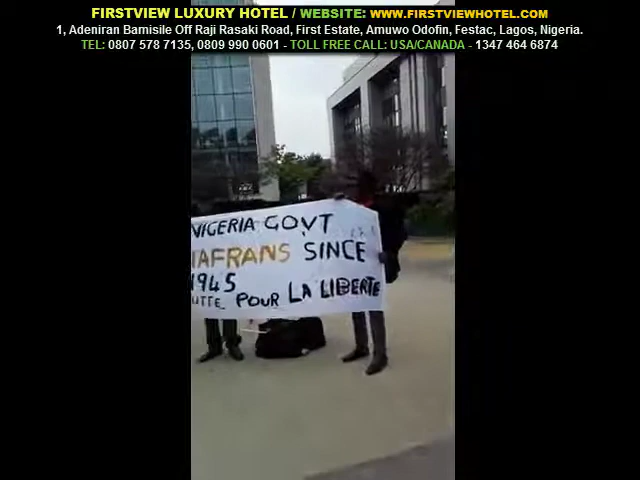 FIRSTVIEW LUXURY HOTEL / WEBSITE: WWW.FIRSTVIEWHOTEL.COM
1, Adeniran Bamisile Off Raji Rasaki Road, First Estate, Amuwo Odofin, Festac, Lagos, Nigeria.
TEL: 0807 578 7135, 0809 990 0601 - TOLL FREE CALL: USA/CANADA - 1347 464 6874
NIGERIA GOVT
IAFRANS SINCE
1945
UTTE POUR LA LIBERTE